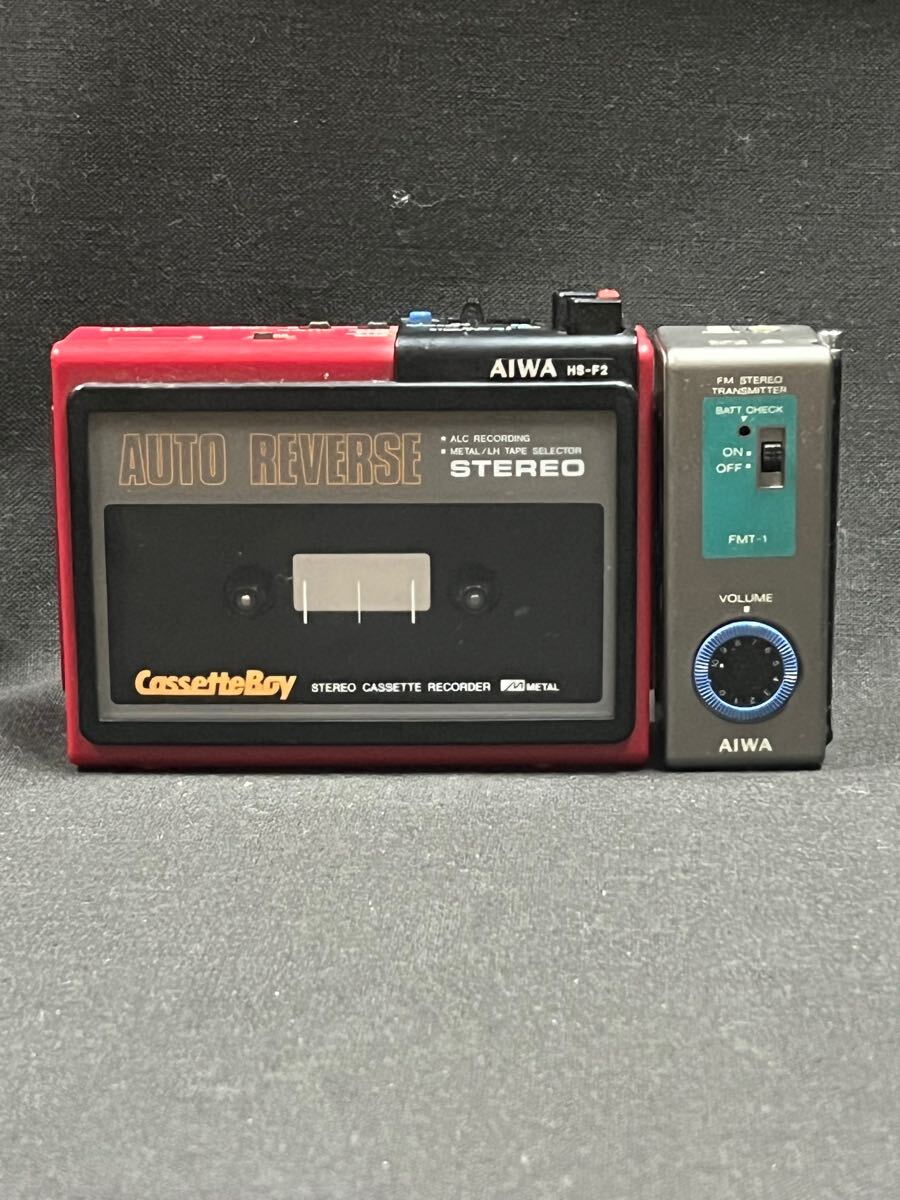 AIWA
AIWA HS-F2
AUTO REVERSE
• ALC RECORDING
• METAL/LH TAPE SELECTOR
STEREO
CassetteBoy STEREO CASSETTE RECORDER METAL
FM STEREO
TRANSMITTER
BATT CHECK
ON
OFF
FMT-1
VOLUME
AIWA